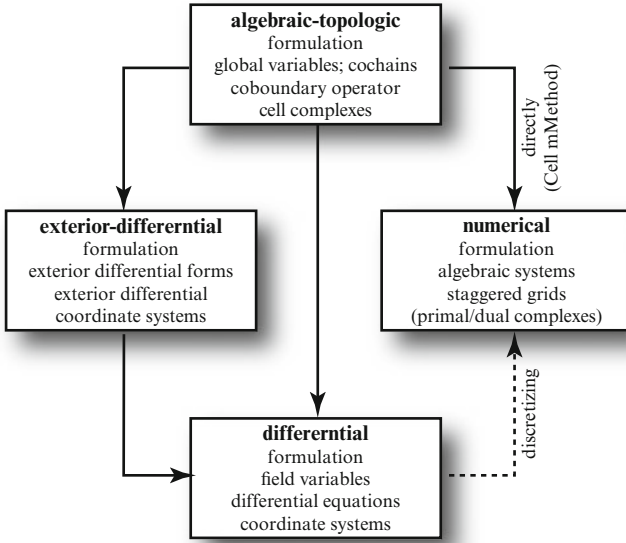 algebraic-topologic
formulation
global variables; cochains
coboundary operator
cell complexes
directly
(Cell mMethod)
exterior-differerntial
formulation
exterior differential forms
exterior differential
coordinate systems
numerical
formulation
algebraic systems
staggered grids
(primal/dual complexes)
discretizing
differerntial
formulation
field variables
differential equations
coordinate systems